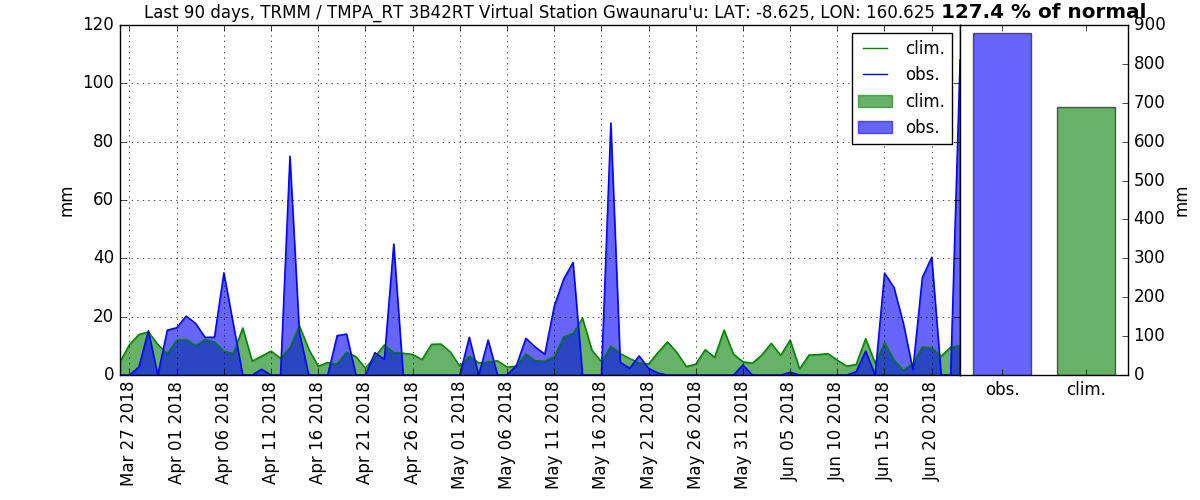 Last 90 days, TRMM / TMPA_RT 3B42RT Virtual Station Gwaunaru'u: LAT: -8.625, LON: 160.625 127.4 % of normal
120
100
80
60
40
20
0
mm
clim.
obs.
clim.
obs.
900
800
700
600
500
400
300
200
100
0
mm
Mar 27 2018
Apr 01 2018
Apr 06 2018
Apr 11 2018
Apr 16 2018
Apr 21 2018
Apr 26 2018
May 01 2018
May 06 2018
May 11 2018
May 16 2018
May 21 2018
May 26 2018
May 31 2018
Jun 05 2018
Jun 10 2018
Jun 15 2018
Jun 20 2018
obs.
clim.